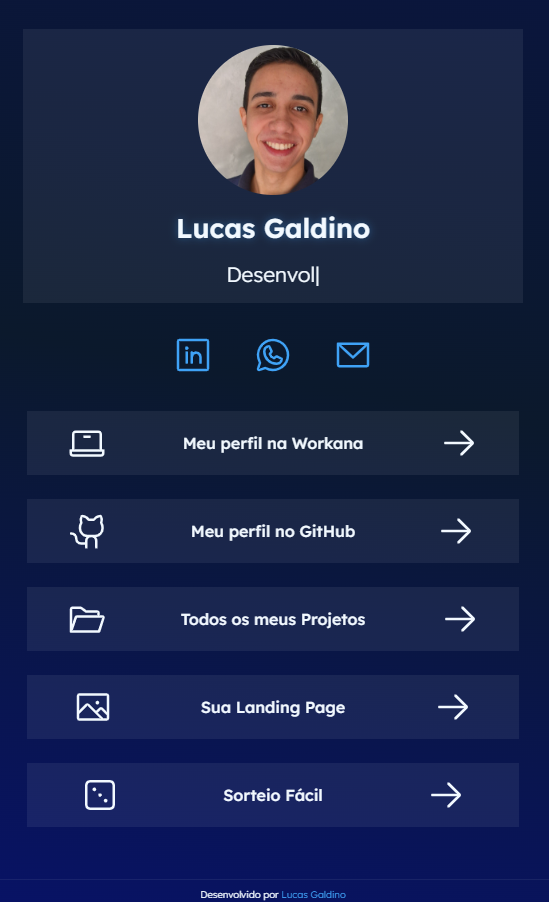 Lucas Galdino
Desenvol|
in
Meu perfil na Workana
Meu perfil no GitHub
Todos os meus Projetos
Sua Landing Page
Sorteio Fácil
Desenvolvido por Lucas Galdino